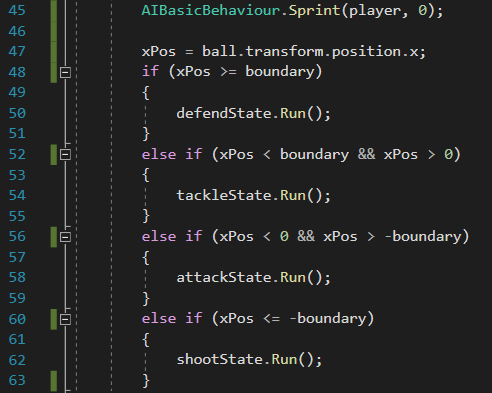 45 AIBasicBehaviour.Sprint(player, 0);
46
47 xPos = ball.transform.position.x;
48 if (xPos >= boundary)
49 {
50 defendState.Run();
51 }
52 else if (xPos < boundary && xPos > 0)
53 {
54 tackleState.Run();
55 }
56 else if (xPos < 0 && xPos > -boundary)
57 {
58 attackState.Run();
59 }
60 else if (xPos <= -boundary)
61 {
62 shootState.Run();
63 }